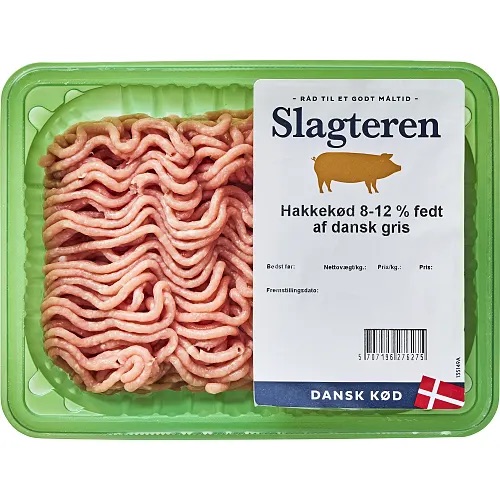 - RÅD TIL ET GODT MÅLTID -
Slagteren
Hakkekød 8-12 % fedt
af dansk gris
Bedst før: Nettovægt/kg.: Pris/kg.: Pris:
Fremstillingsdato:
5 707196 276275
151149A
DANSK KØD